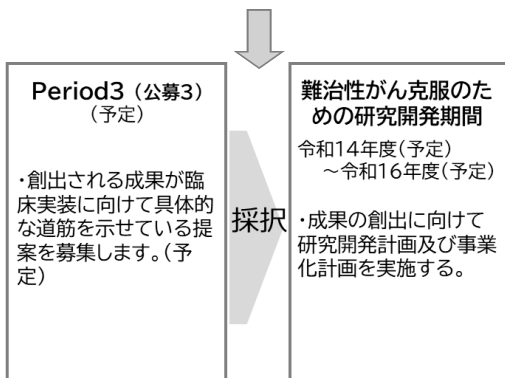 Period3（公募3）
（予定）
・創出される成果が臨
床実装に向けて具体的
な道筋を示せている提
案を募集します。（予
定）
採択
難治性がん克服のた
めの研究開発期間
令和14年度（予定）
～令和16年度（予定）
・成果の創出に向けて
研究開発計画及び事業
化計画を実施する。